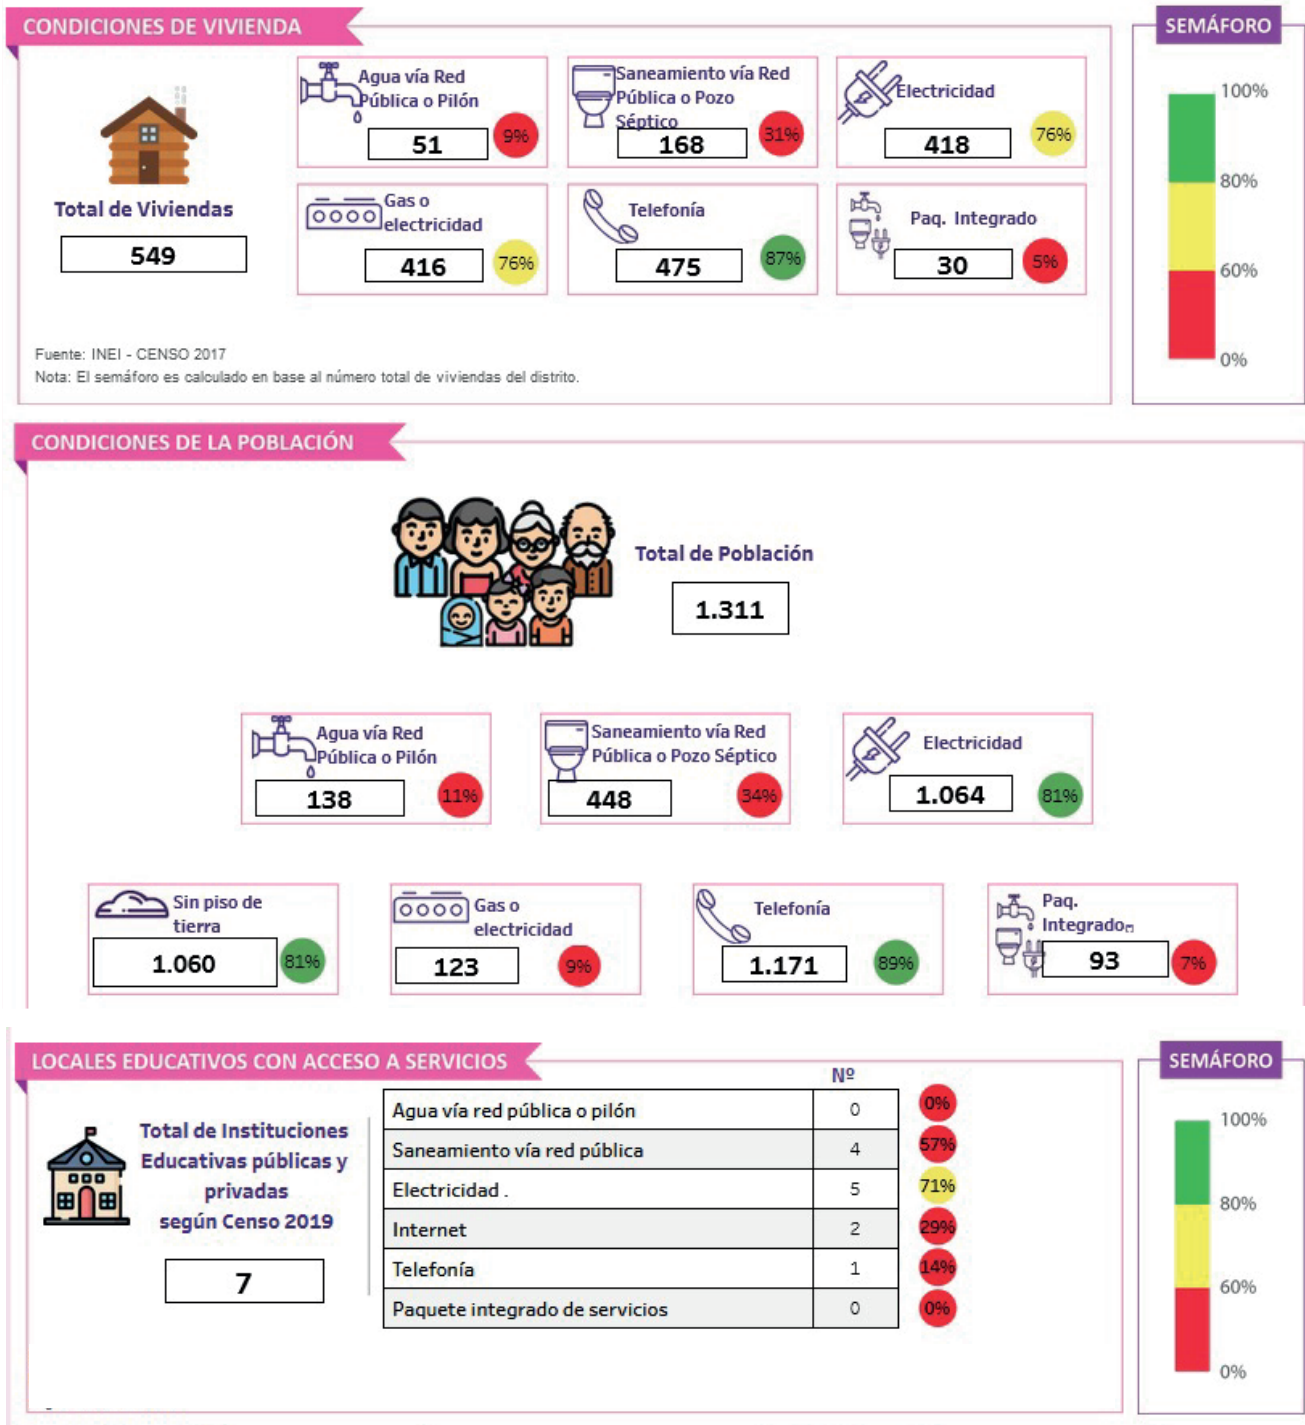 CONDICIONES DE VIVIENDA
SEMÁFORO
Total de Viviendas
549
Agua vía Red
Pública o Pilón
51
9%
Saneamiento vía Red
Pública o Pozo
Séptico
168
31%
Electricidad
418
76%
Gas o
electricidad
416
76%
Telefonía
475
87%
Paq. Integrado
30
5%
100%
80%
60%
0%
Fuente: INEI - CENSO 2017
Nota: El semáforo es calculado en base al número total de viviendas del distrito.
CONDICIONES DE LA POBLACIÓN
Total de Población
1.311
Agua vía Red
Pública o Pilón
138
11%
Saneamiento vía Red
Pública o Pozo Séptico
448
34%
Electricidad
1.064
81%
Sin piso de
tierra
1.060
81%
Gas o
electricidad
123
9%
Telefonía
1.171
89%
Paq.
Integrado
93
7%
LOCALES EDUCATIVOS CON ACCESO A SERVICIOS
SEMÁFORO
Total de Instituciones
Educativas públicas y
privadas
según Censo 2019
7
Nº
Agua vía red pública o pilón 0 0%
Saneamiento vía red pública 4 57%
Electricidad . 5 71%
Internet 2 29%
Telefonía 1 14%
Paquete integrado de servicios 0 0%
100%
80%
60%
0%